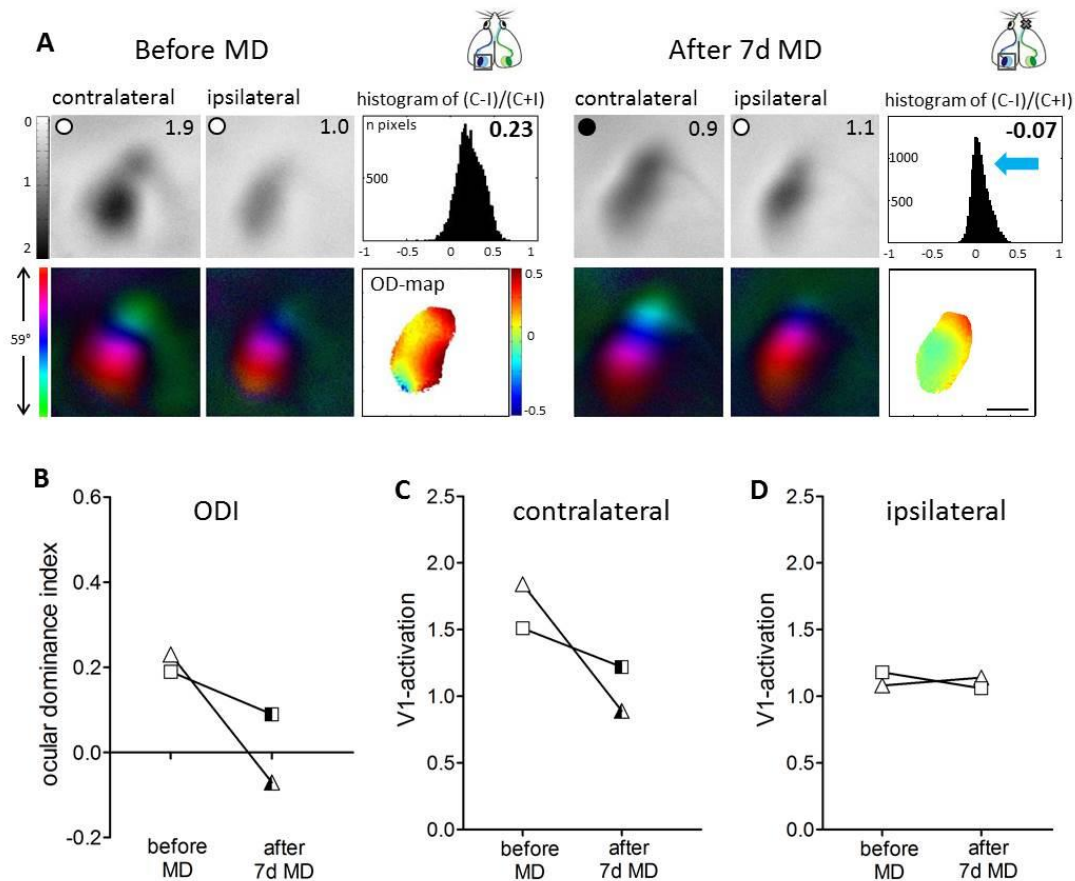 A
Before MD
After 7d MD
contralateral
ipsilateral
histogram of (C-I)/(C+I)
contralateral
ipsilateral
histogram of (C-I)/(C+I)
0
1
2
1.9
1.0
n pixels
0.23
500
-1 -0.5 0 0.5 1
0.9
1.1
-0.07
1000
500
-1 -0.5 0 0.5 1
59°
OD-map
0.5
0
-0.5
B
ODI
ocular dominance index
0.6
0.4
0.2
0.0
-0.2
before
MD
after
7d MD
C
contralateral
V1-activation
2.5
2.0
1.5
1.0
0.5
0.0
before
MD
after
7d MD
D
ipsilateral
V1-activation
2.5
2.0
1.5
1.0
0.5
0.0
before
MD
after
7d MD